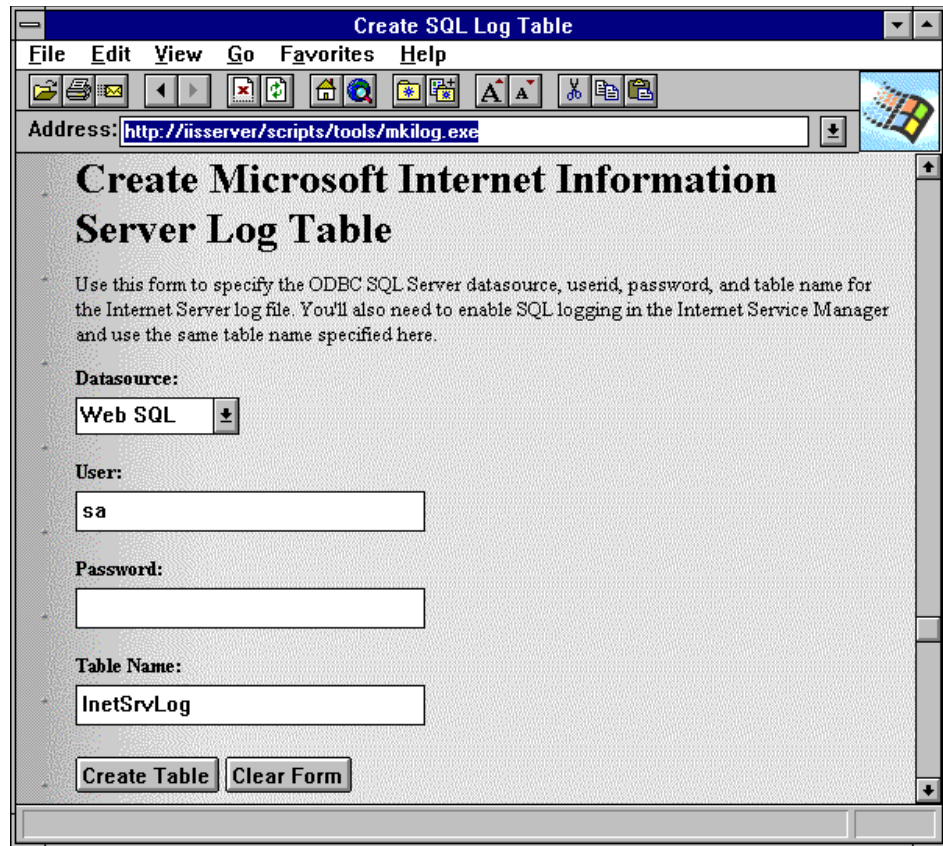 Create SQL Log Table
File Edit View Go Favorites Help
A A
Address: http://iisserver/scripts/tools/mkilog.exe
Create Microsoft Internet Information
Server Log Table
Use this form to specify the ODBC SQL Server datasource, userid, password, and table name for
the Internet Server log file. You'll also need to enable SQL logging in the Internet Service Manager
and use the same table name specified here.
Datasource:
Web SQL
User:
sa
Password:
Table Name:
InetSrvLog
Create Table Clear Form